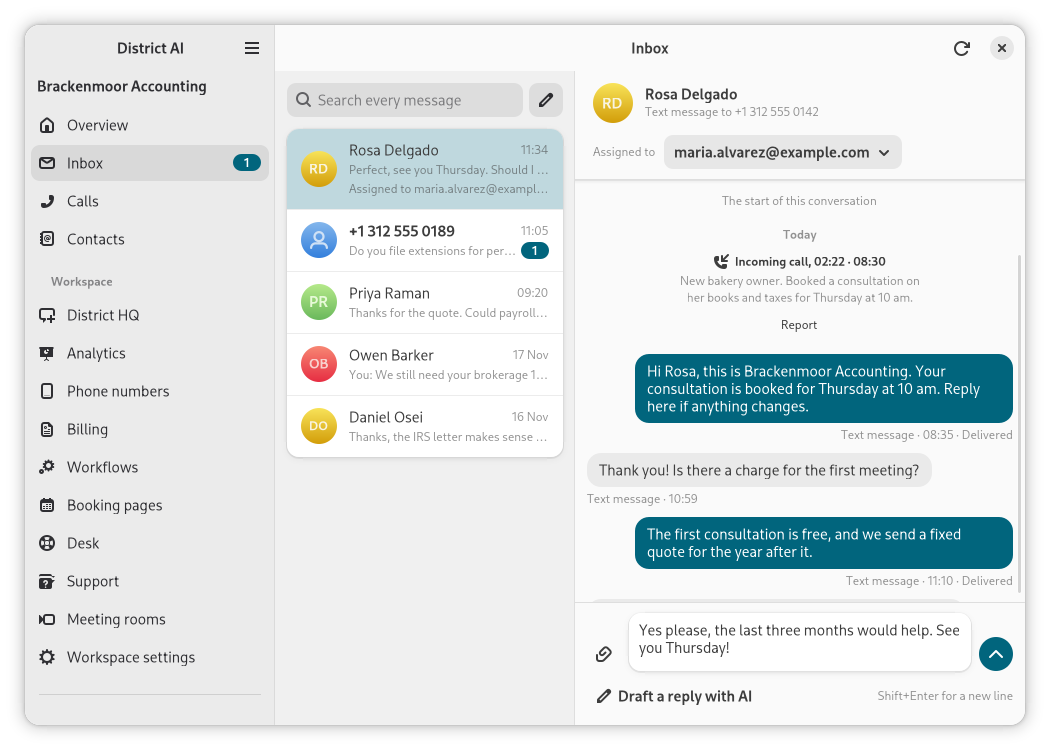 District AI
Brackenmoor Accounting
Overview
Inbox
1
Calls
Contacts
Workspace
District HQ
Analytics
Phone numbers
Billing
Workflows
Booking pages
Desk
Support
Meeting rooms
Workspace settings
Inbox
Search every message
RD
Rosa Delgado
11:34
Perfect, see you Thursday. Should I …
Assigned to maria.alvarez@exampl…
+1 312 555 0189
11:05
Do you file extensions for per…
1
PR
Priya Raman
09:20
Thanks for the quote. Could payroll…
OB
Owen Barker
17 Nov
You: We still need your brokerage 1…
DO
Daniel Osei
16 Nov
Thanks, the IRS letter makes sense …
RD
Rosa Delgado
Text message to +1 312 555 0142
Assigned to
maria.alvarez@example.com
The start of this conversation
Today
Incoming call, 02:22 · 08:30
New bakery owner. Booked a consultation on
her books and taxes for Thursday at 10 am.
Report
Hi Rosa, this is Brackenmoor Accounting. Your
consultation is booked for Thursday at 10 am. Reply
here if anything changes.
Text message · 08:35 · Delivered
Thank you! Is there a charge for the first meeting?
Text message · 10:59
The first consultation is free, and we send a fixed
quote for the year after it.
Text message · 11:10 · Delivered
Yes please, the last three months would help. See
you Thursday!
Draft a reply with AI
Shift+Enter for a new line